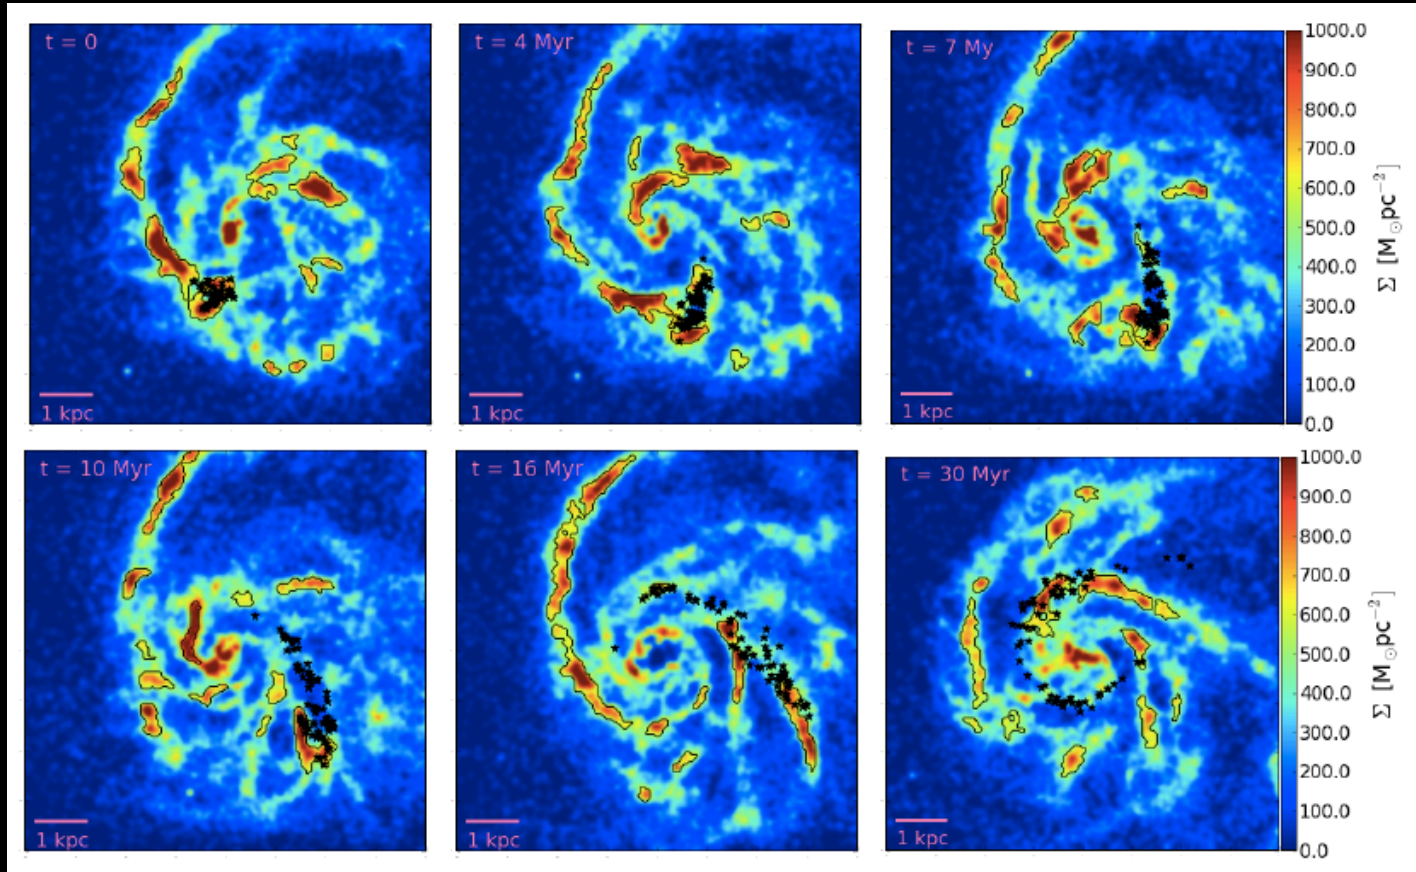 t = 0
t = 4 Myr
t = 7 My
1000.0
900.0
800.0
700.0
600.0
500.0
400.0
300.0
200.0
100.0
0.0
Σ [M⊙pc⁻²]
1 kpc
1 kpc
1 kpc
t = 10 Myr
t = 16 Myr
t = 30 Myr
1000.0
900.0
800.0
700.0
600.0
500.0
400.0
300.0
200.0
100.0
0.0
Σ [M⊙pc⁻²]
1 kpc
1 kpc
1 kpc